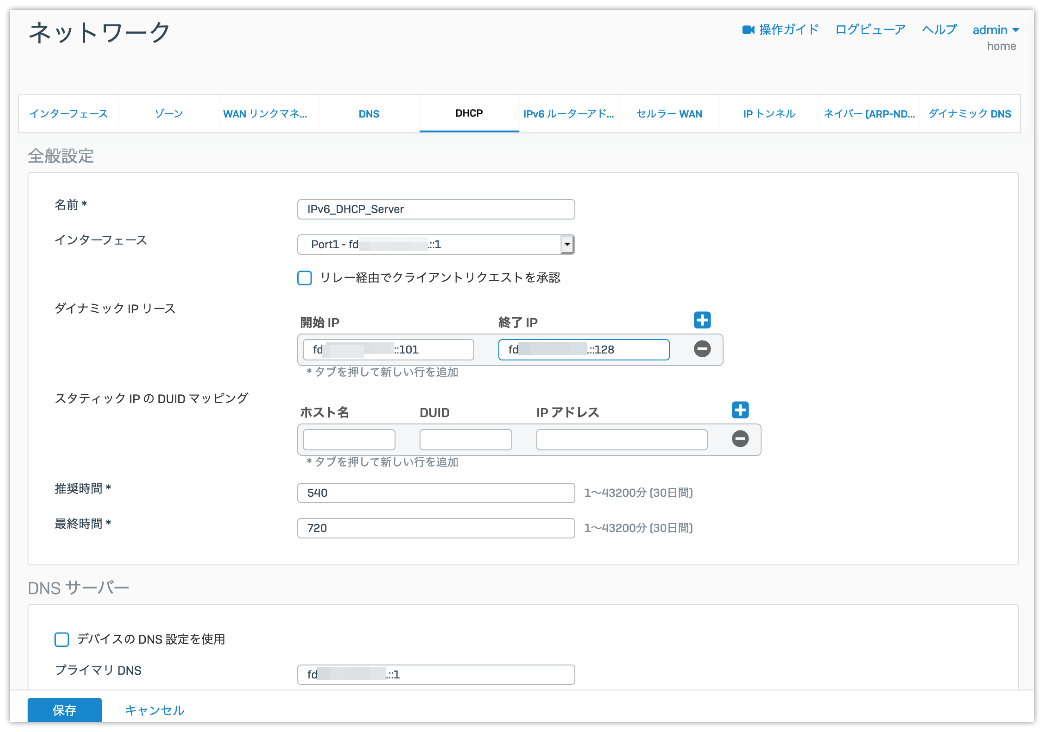 ネットワーク
操作ガイド ログビューア ヘルプ admin
home
インターフェース ゾーン WAN リンクマネ... DNS DHCP IPv6 ルーターアド... セルラー WAN IP トンネル ネイバー (ARP-ND... ダイナミック DNS
全般設定
名前 * IPv6_DHCP_Server
インターフェース Port1 - fd ::1
リレー経由でクライアントリクエストを承認
ダイナミック IP リース
開始 IP 終了 IP
fd ::101 fd ::128
* タブを押して新しい行を追加
スタティック IP の DUID マッピング
ホスト名 DUID IP アドレス
* タブを押して新しい行を追加
推奨時間 * 540 1～43200分 (30日間)
最終時間 * 720 1～43200分 (30日間)
DNS サーバー
デバイスの DNS 設定を使用
プライマリ DNS fd ::1
保存 キャンセル